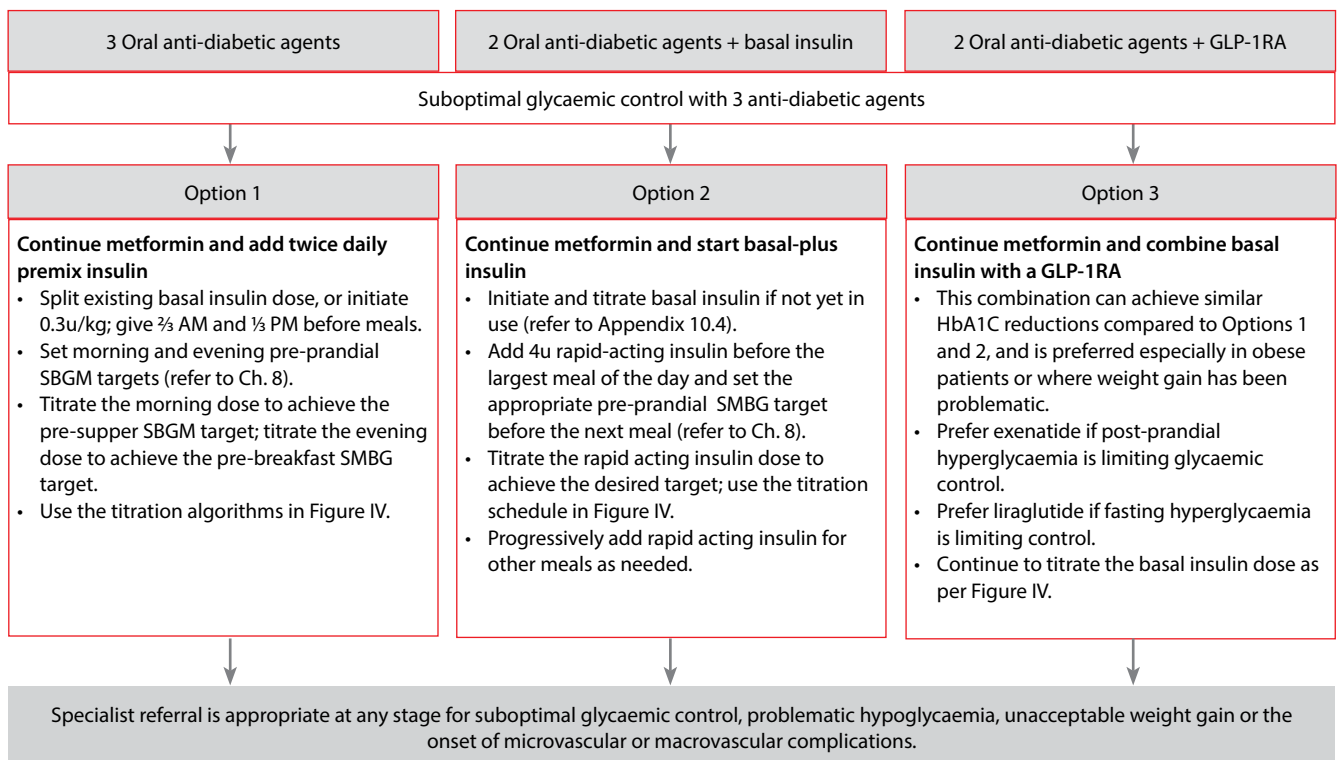 3 Oral anti-diabetic agents
2 Oral anti-diabetic agents + basal insulin
2 Oral anti-diabetic agents + GLP-1RA
Suboptimal glycaemic control with 3 anti-diabetic agents
Option 1
Continue metformin and add twice daily
premix insulin
• Split existing basal insulin dose, or initiate
0.3u/kg; give ⅔ AM and ⅓ PM before meals.
• Set morning and evening pre-prandial
SBGM targets (refer to Ch. 8).
• Titrate the morning dose to achieve the
pre-supper SBGM target; titrate the evening
dose to achieve the pre-breakfast SMBG
target.
• Use the titration algorithms in Figure IV.
Option 2
Continue metformin and start basal-plus
insulin
• Initiate and titrate basal insulin if not yet in
use (refer to Appendix 10.4).
• Add 4u rapid-acting insulin before the
largest meal of the day and set the
appropriate pre-prandial SMBG target
before the next meal (refer to Ch. 8).
• Titrate the rapid acting insulin dose to
achieve the desired target; use the titration
schedule in Figure IV.
• Progressively add rapid acting insulin for
other meals as needed.
Option 3
Continue metformin and combine basal
insulin with a GLP-1RA
• This combination can achieve similar
HbA1C reductions compared to Options 1
and 2, and is preferred especially in obese
patients or where weight gain has been
problematic.
• Prefer exenatide if post-prandial
hyperglycaemia is limiting glycaemic
control.
• Prefer liraglutide if fasting hyperglycaemia
is limiting control.
• Continue to titrate the basal insulin dose as
per Figure IV.
Specialist referral is appropriate at any stage for suboptimal glycaemic control, problematic hypoglycaemia, unacceptable weight gain or the
onset of microvascular or macrovascular complications.